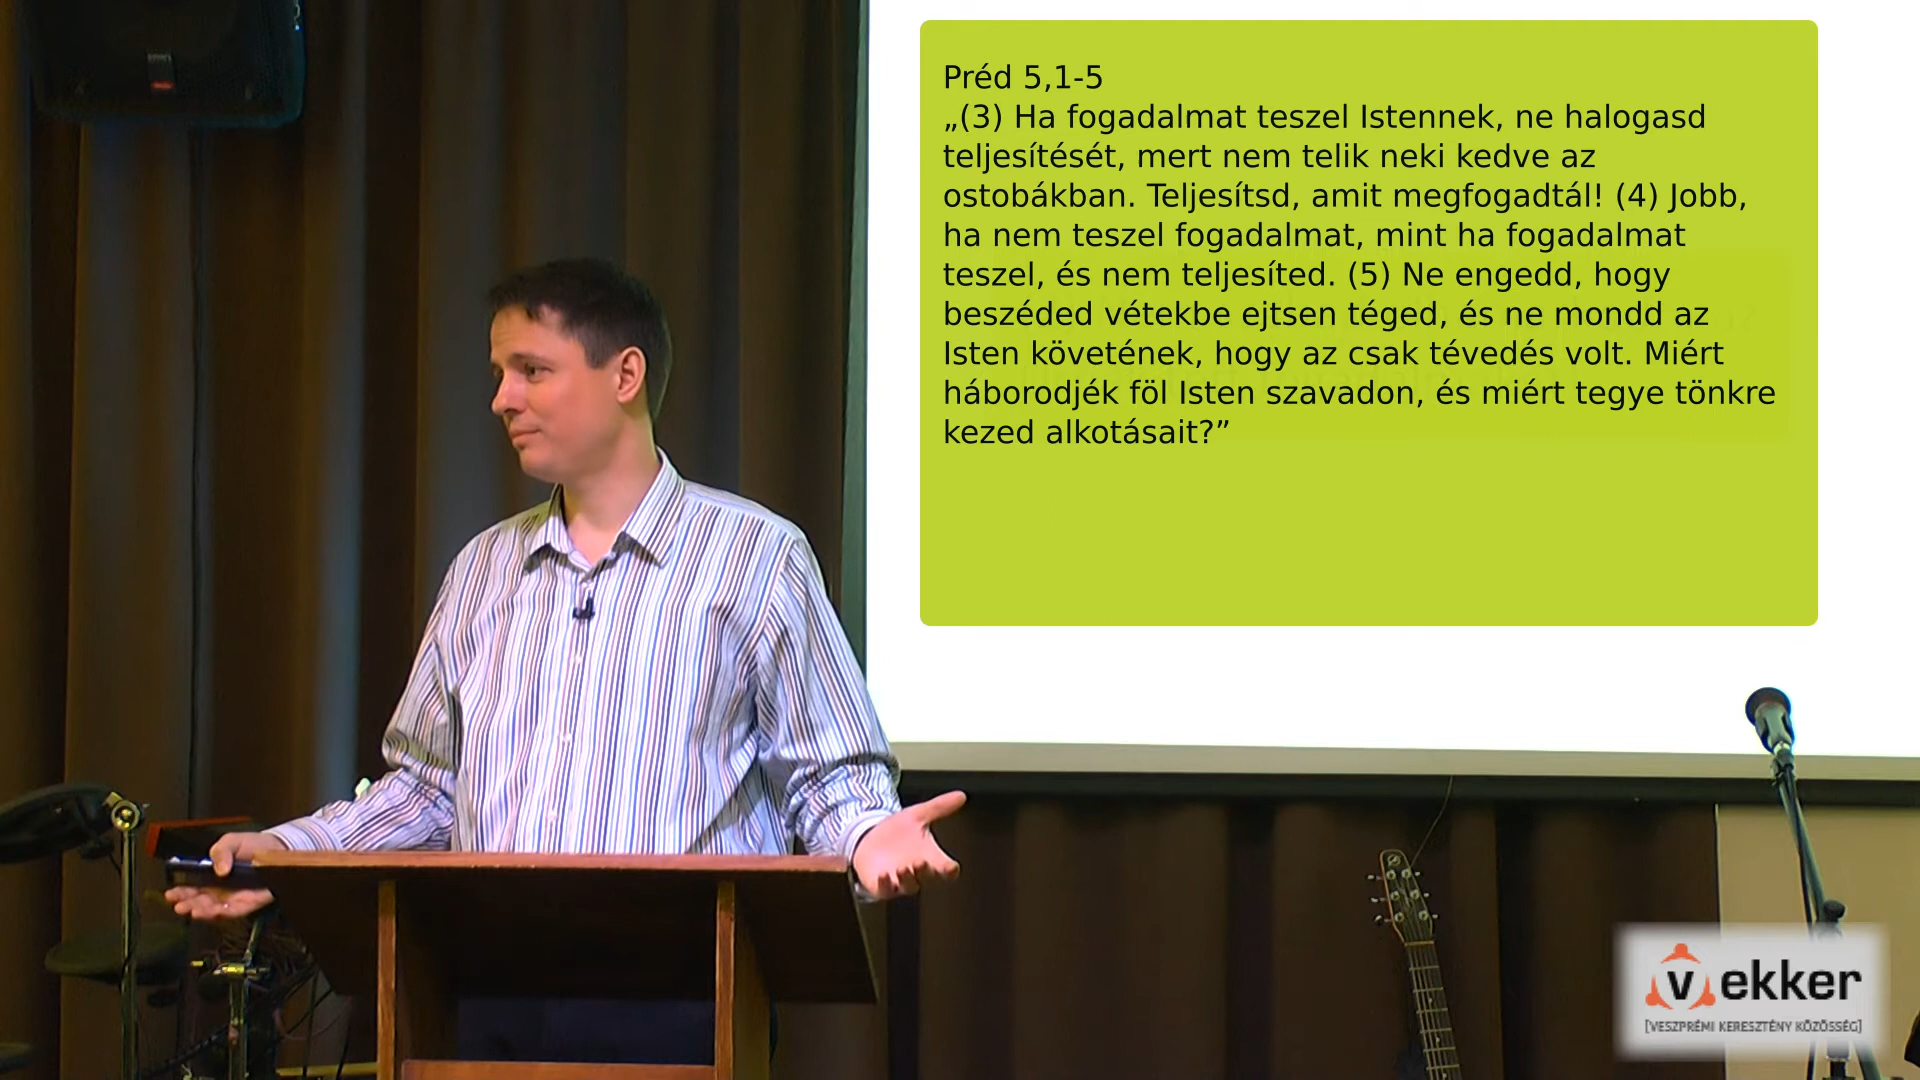 Préd 5,1-5
„(3) Ha fogadalmat teszel Istennek, ne halogasd
teljesítését, mert nem telik neki kedve az
ostobákban. Teljesítsd, amit megfogadtál! (4) Jobb,
ha nem teszel fogadalmat, mint ha fogadalmat
teszel, és nem teljesíted. (5) Ne engedd, hogy
beszéded vétekbe ejtsen téged, és ne mondd az
Isten követének, hogy az csak tévedés volt. Miért
háborodjék föl Isten szavadon, és miért tegye tönkre
kezed alkotásait?”
vekker
[VESZPRÉMI KERESZTÉNY KÖZÖSSÉG]